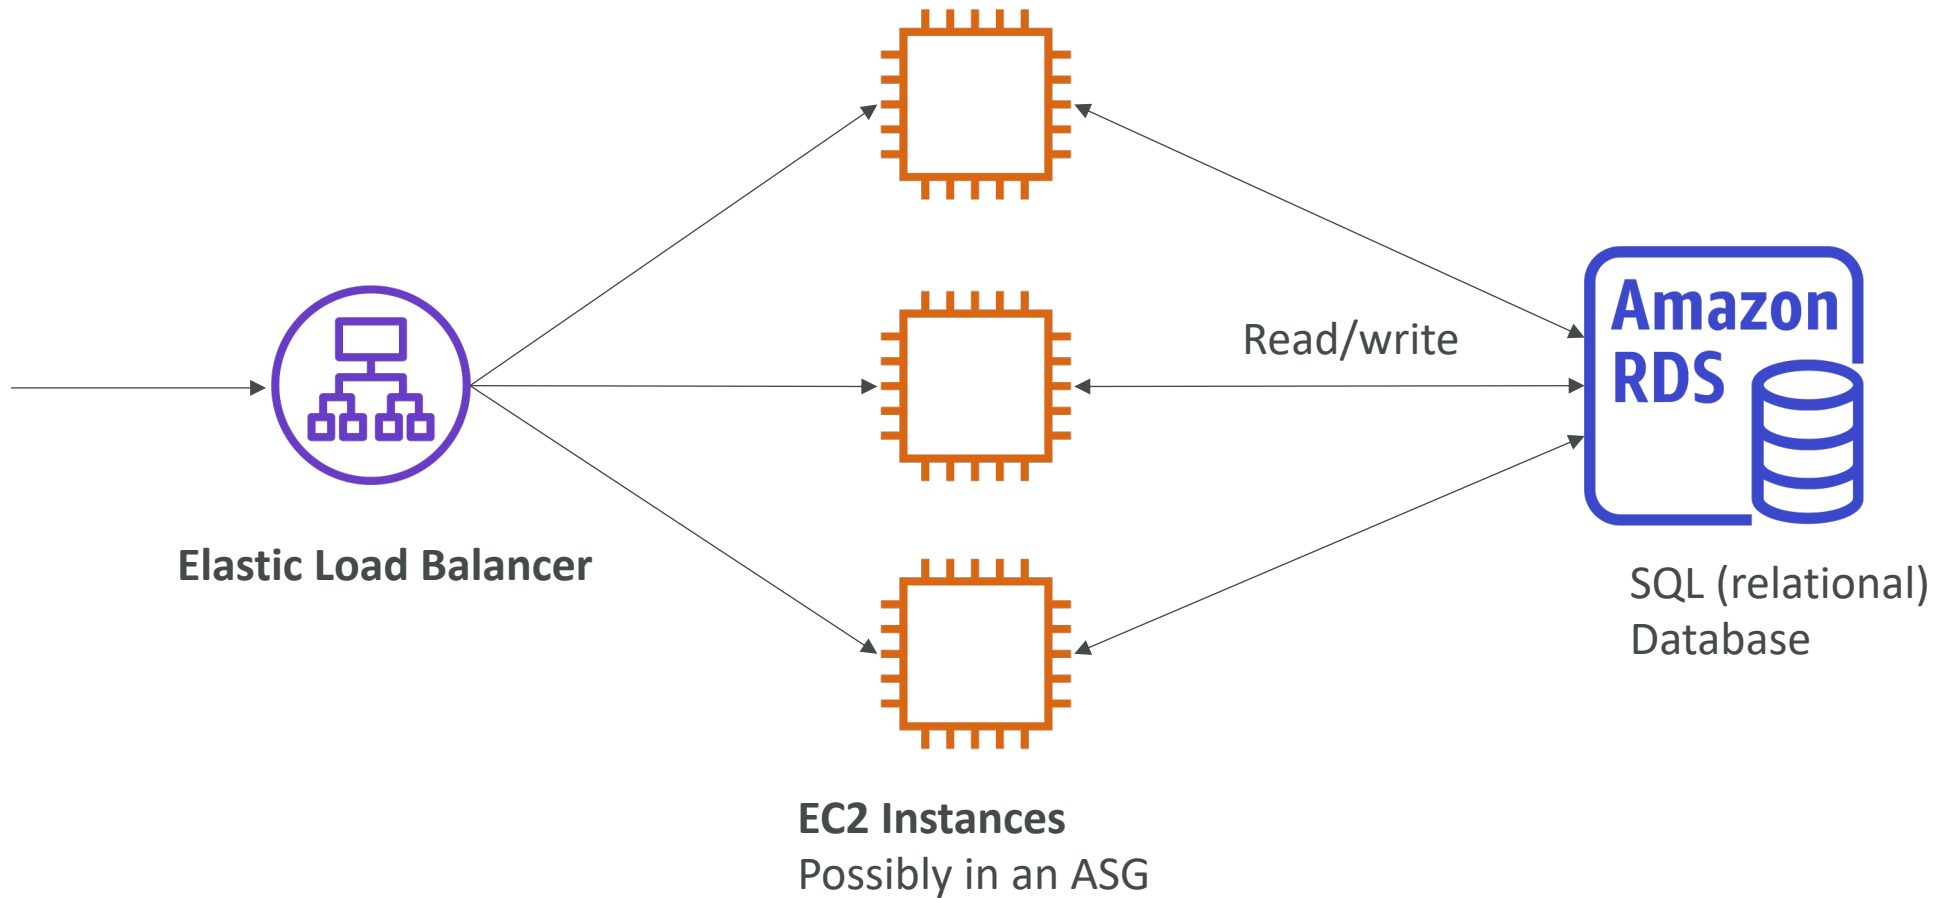 Amazon
RDS
Read/write
Elastic Load Balancer
SQL (relational)
Database
EC2 Instances
Possibly in an ASG